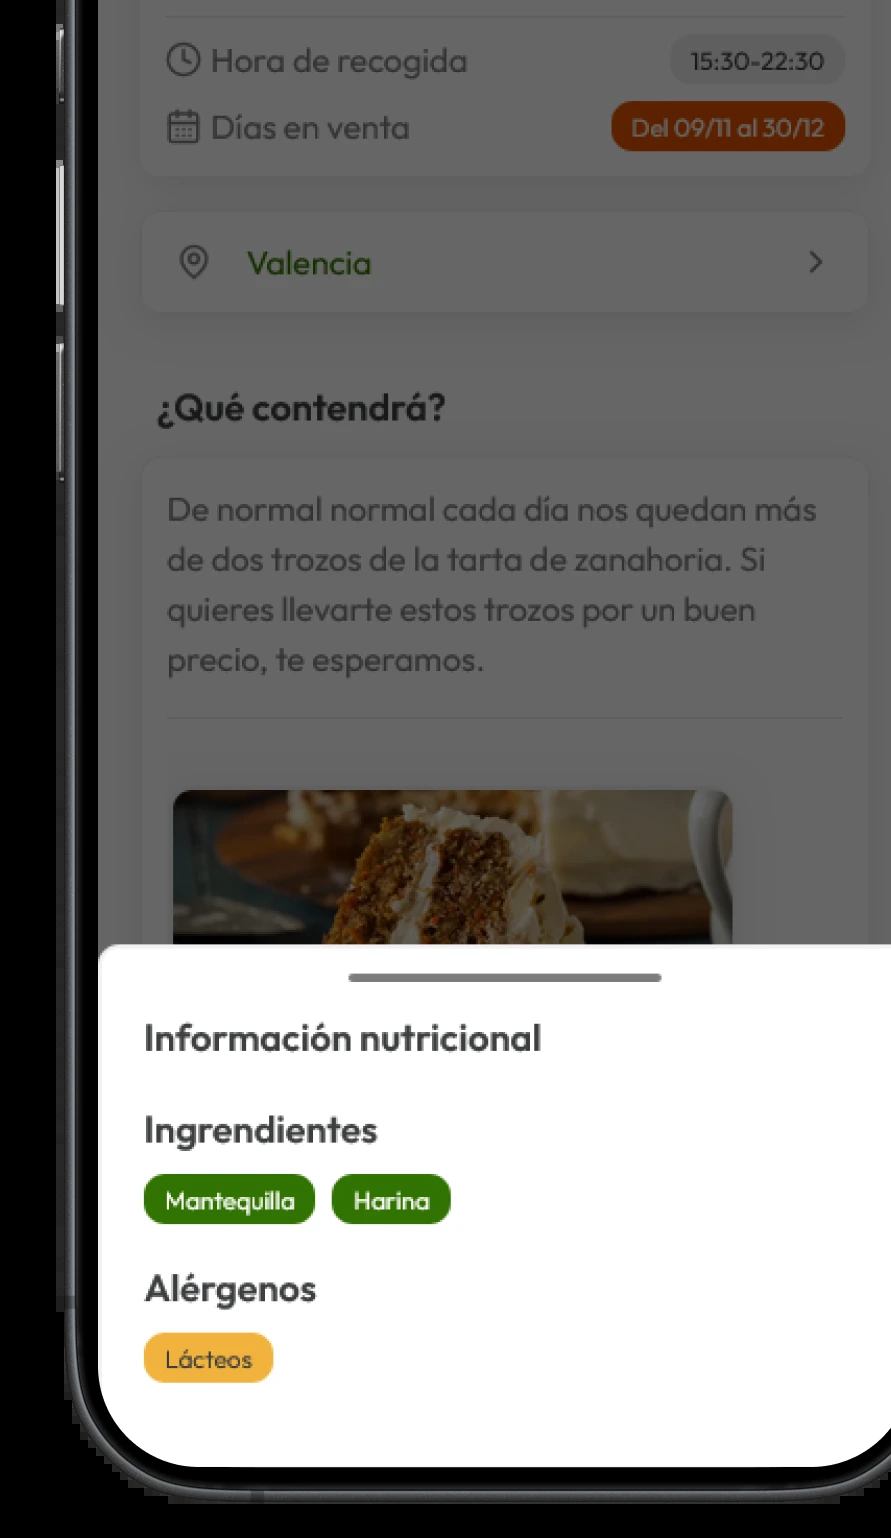 Hora de recogida 15:30-22:30
Días en venta Del 09/11 al 30/12
Valencia
¿Qué contendrá?
De normal normal cada día nos quedan más
de dos trozos de la tarta de zanahoria. Si
quieres llevarte estos trozos por un buen
precio, te esperamos.
Información nutricional
Ingrendientes
Mantequilla Harina
Alérgenos
Lácteos